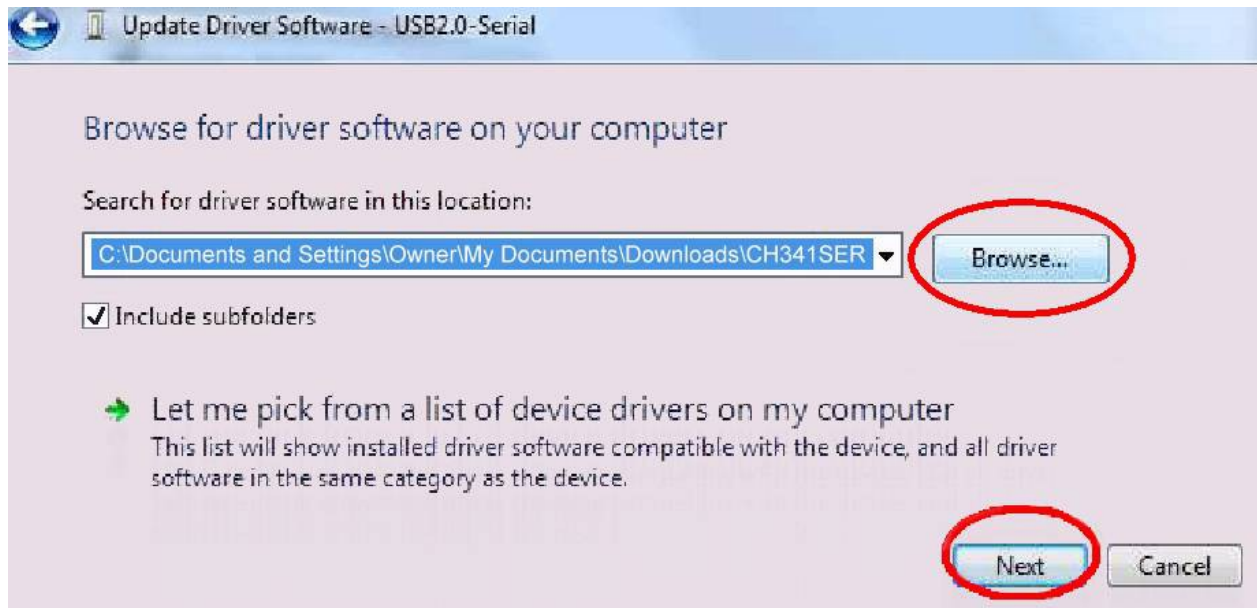 Update Driver Software - USB2.0-Serial
Browse for driver software on your computer
Search for driver software in this location:
C:\Documents and Settings\Owner\My Documents\Downloads\CH341SER
Browse...
Include subfolders
Let me pick from a list of device drivers on my computer
This list will show installed driver software compatible with the device, and all driver
software in the same category as the device.
Next
Cancel